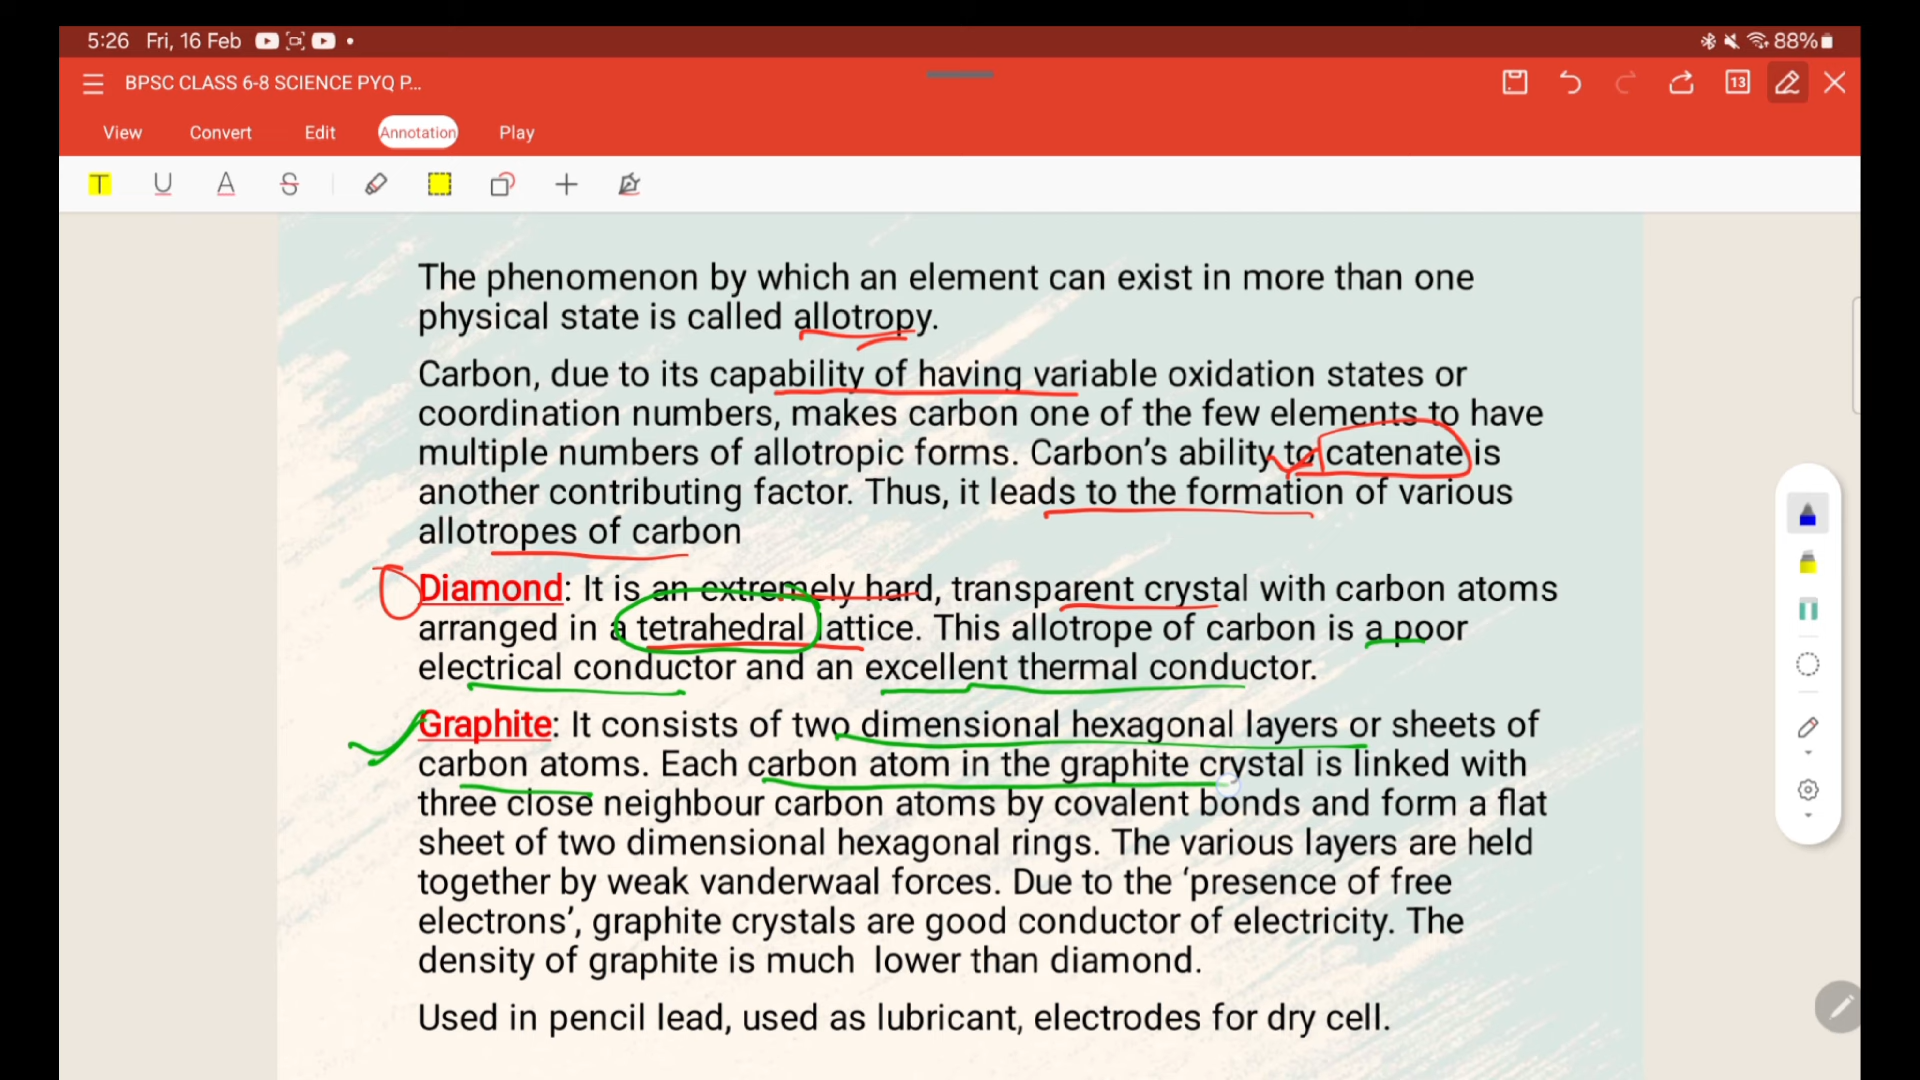 5:26 Fri, 16 Feb
88%
BPSC CLASS 6-8 SCIENCE PYQ P...
13
View Convert Edit Annotation Play
T U A S
The phenomenon by which an element can exist in more than one
physical state is called allotropy.
Carbon, due to its capability of having variable oxidation states or
coordination numbers, makes carbon one of the few elements to have
multiple numbers of allotropic forms. Carbon's ability to catenate is
another contributing factor. Thus, it leads to the formation of various
allotropes of carbon
Diamond: It is an extremely hard, transparent crystal with carbon atoms
arranged in a tetrahedral lattice. This allotrope of carbon is a poor
electrical conductor and an excellent thermal conductor.
Graphite: It consists of two dimensional hexagonal layers or sheets of
carbon atoms. Each carbon atom in the graphite crystal is linked with
three close neighbour carbon atoms by covalent bonds and form a flat
sheet of two dimensional hexagonal rings. The various layers are held
together by weak vanderwaal forces. Due to the ‘presence of free
electrons’, graphite crystals are good conductor of electricity. The
density of graphite is much lower than diamond.
Used in pencil lead, used as lubricant, electrodes for dry cell.